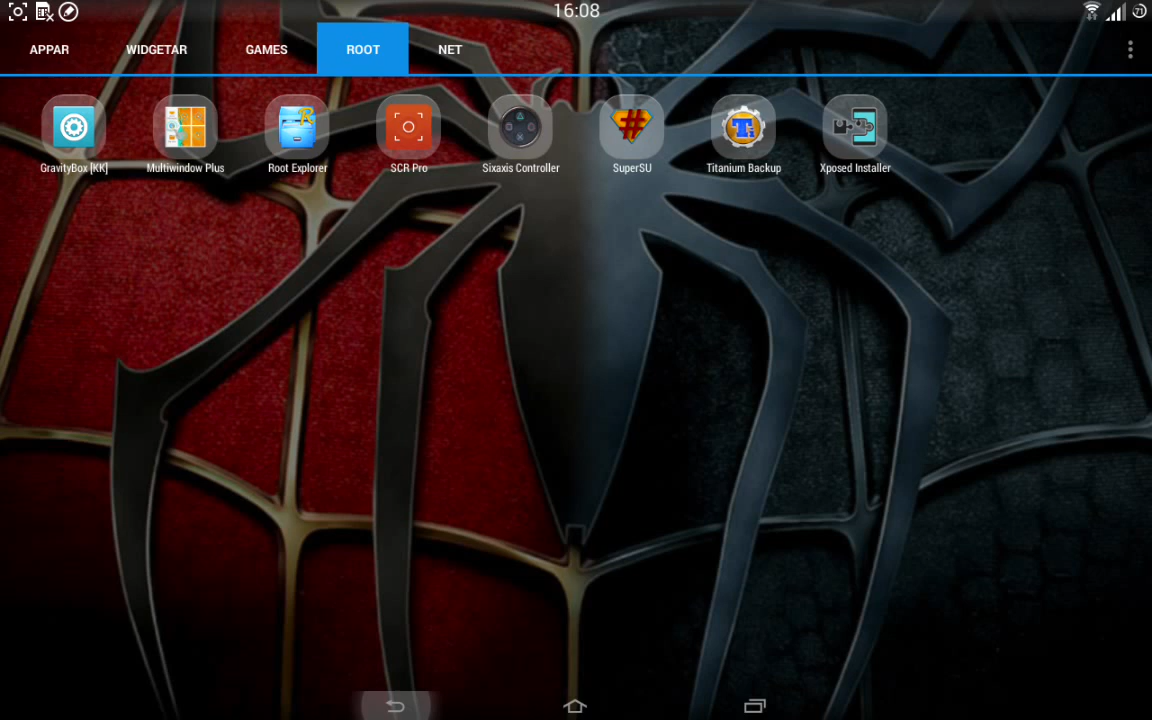 16:08
71
APPAR WIDGETAR GAMES ROOT NET
GravityBox [KK] Multiwindow Plus Root Explorer SCR Pro Sixaxis Controller SuperSU Titanium Backup Xposed Installer